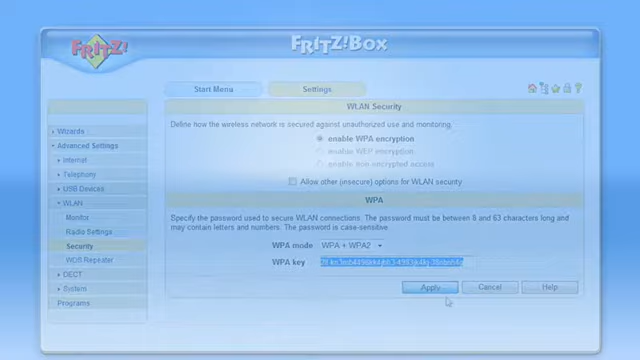 FRITZ!
FRITZ!BOX
Start Menu
Settings
WLAN Security
Define how the wireless network is secured against unauthorized use and monitoring.
enable WPA encryption
enable WEP encryption
enable non-encrypted access
Allow other (insecure) options for WLAN security
WPA
Specify the password used to secure WLAN connections. The password must be between 8 and 63 characters long and
may contain letters and numbers. The password is case-sensitive.
WPA mode WPA + WPA2
WPA key
Apply
Cancel
Help
Wizards
Advanced Settings
Internet
Telephony
USB Devices
WLAN
Monitor
Radio Settings
Security
WDS Repeater
DECT
System
Programs